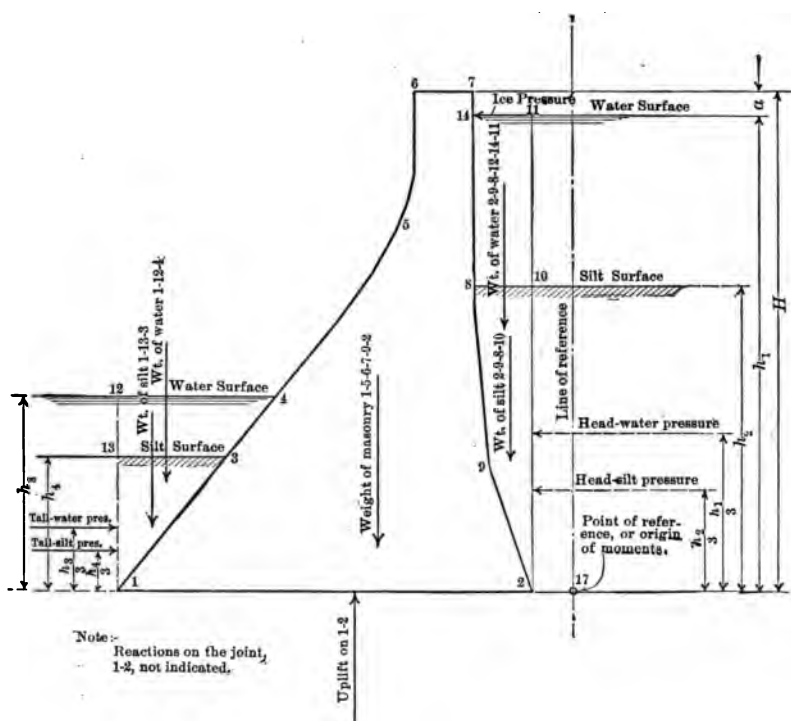 6
7
Ice Pressure
11
Water Surface
14
a
Wt. of water 2-9-8-12-14-11
5
8
10
Silt Surface
H
h1
h2
Line of reference
Wt. of silt 2-9-8-10
Wt. of silt 1-13-3
Wt. of water 1-12-4
12
Water Surface
4
13
Silt Surface
3
h3
h4
Weight of masonry 1-5-6-7-9-2
9
Head-water pressure
Head-silt pressure
Tail-water pres.
Tail-silt pres.
h3
3
h4
3
h2
3
h1
3
Point of refer-
ence, or origin
of moments.
1
2
17
Uplift on 1-2
Note:-
Reactions on the joint,
1-2, not indicated.